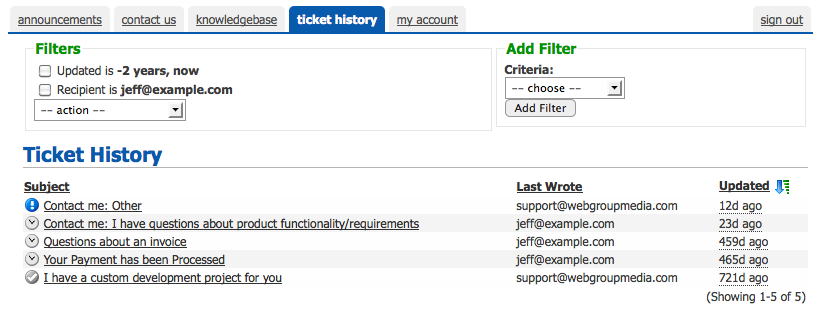 announcements contact us knowledgebase ticket history my account sign out
Filters
Updated is -2 years, now
Recipient is jeff@example.com
-- action --
Add Filter
Criteria:
-- choose --
Add Filter
Ticket History
Subject Last Wrote Updated
Contact me: Other support@webgroupmedia.com 12d ago
Contact me: I have questions about product functionality/requirements jeff@example.com 23d ago
Questions about an invoice jeff@example.com 459d ago
Your Payment has been Processed jeff@example.com 465d ago
I have a custom development project for you support@webgroupmedia.com 721d ago
(Showing 1-5 of 5)